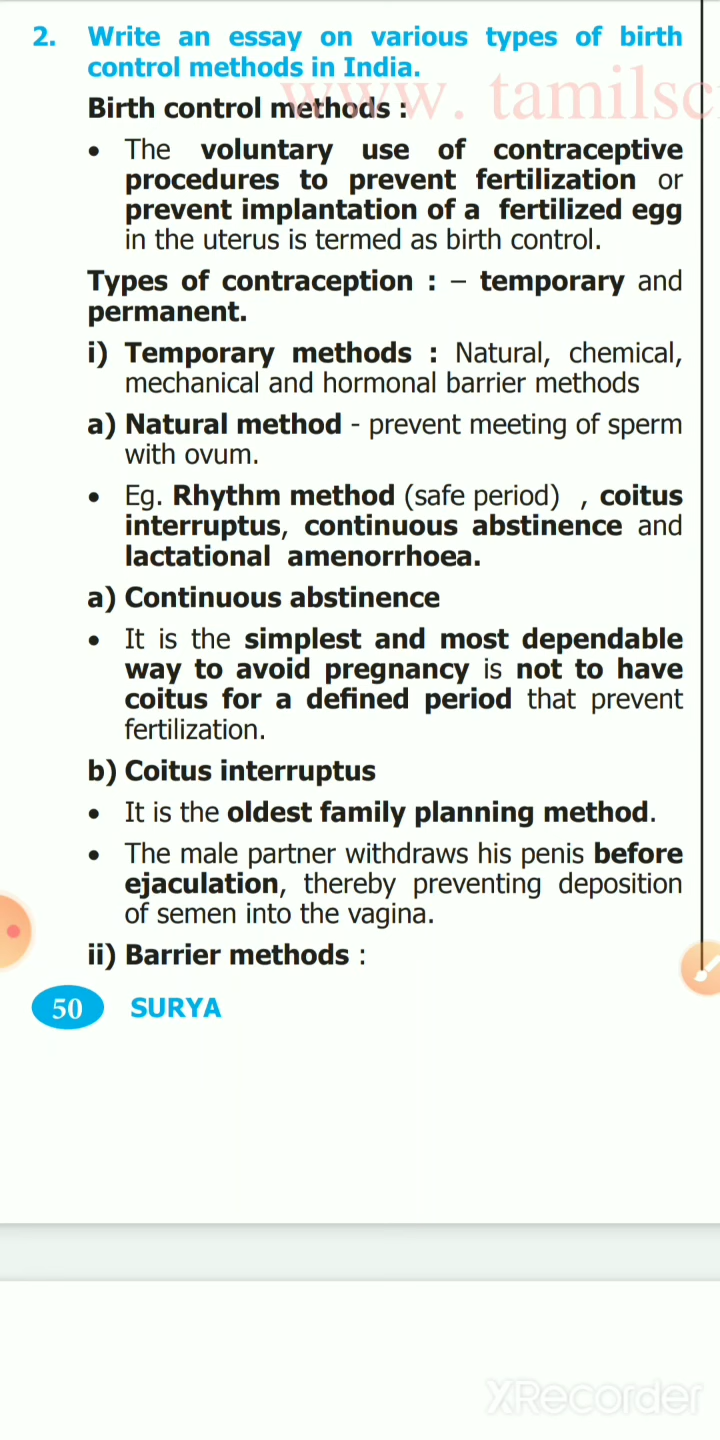 2. Write an essay on various types of birth
control methods in India.
www. tamilsc
Birth control methods :
• The voluntary use of contraceptive
procedures to prevent fertilization or
prevent implantation of a fertilized egg
in the uterus is termed as birth control.
Types of contraception : – temporary and
permanent.
i) Temporary methods : Natural, chemical,
mechanical and hormonal barrier methods
a) Natural method - prevent meeting of sperm
with ovum.
• Eg. Rhythm method (safe period) , coitus
interruptus, continuous abstinence and
lactational amenorrhoea.
a) Continuous abstinence
• It is the simplest and most dependable
way to avoid pregnancy is not to have
coitus for a defined period that prevent
fertilization.
b) Coitus interruptus
• It is the oldest family planning method.
• The male partner withdraws his penis before
ejaculation, thereby preventing deposition
of semen into the vagina.
ii) Barrier methods :
50 SURYA
XRecorder